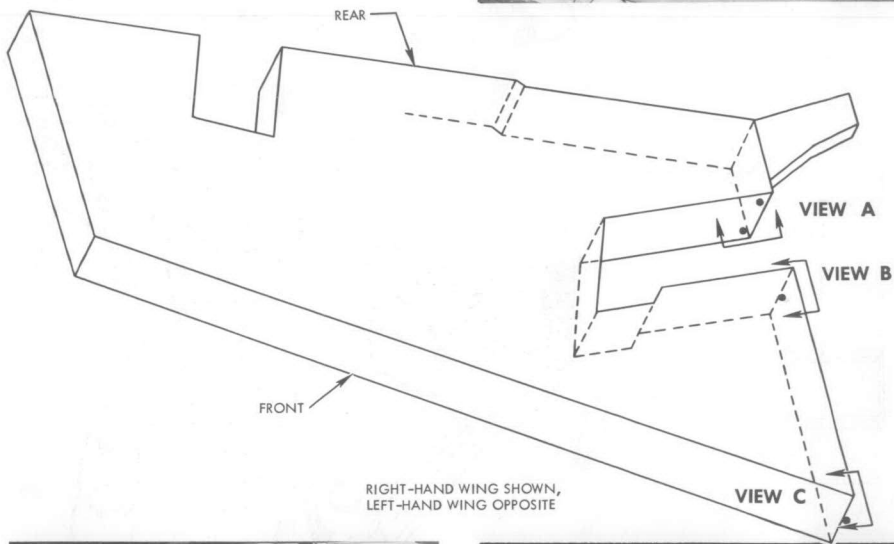 REAR
VIEW A
VIEW B
FRONT
RIGHT-HAND WING SHOWN,
LEFT-HAND WING OPPOSITE
VIEW C